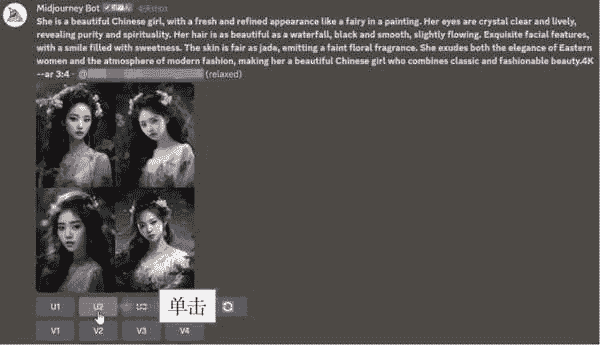 Midjourney Bot
She is a beautiful Chinese girl, with a fresh and refined appearance like a fairy in a painting. Her eyes are crystal clear and lively,
revealing purity and spirituality. Her hair is as beautiful as a waterfall, black and smooth, slightly flowing. Exquisite facial features,
with a smile filled with sweetness. The skin is fair as jade, emitting a faint floral fragrance. She exudes both the elegance of Eastern
women and the atmosphere of modern fashion, making her a beautiful Chinese girl who combines classic and fashionable beauty.4K
--ar 3:4 - @ (relaxed)
U1 U2 U3 单击
V1 V2 V3 V4